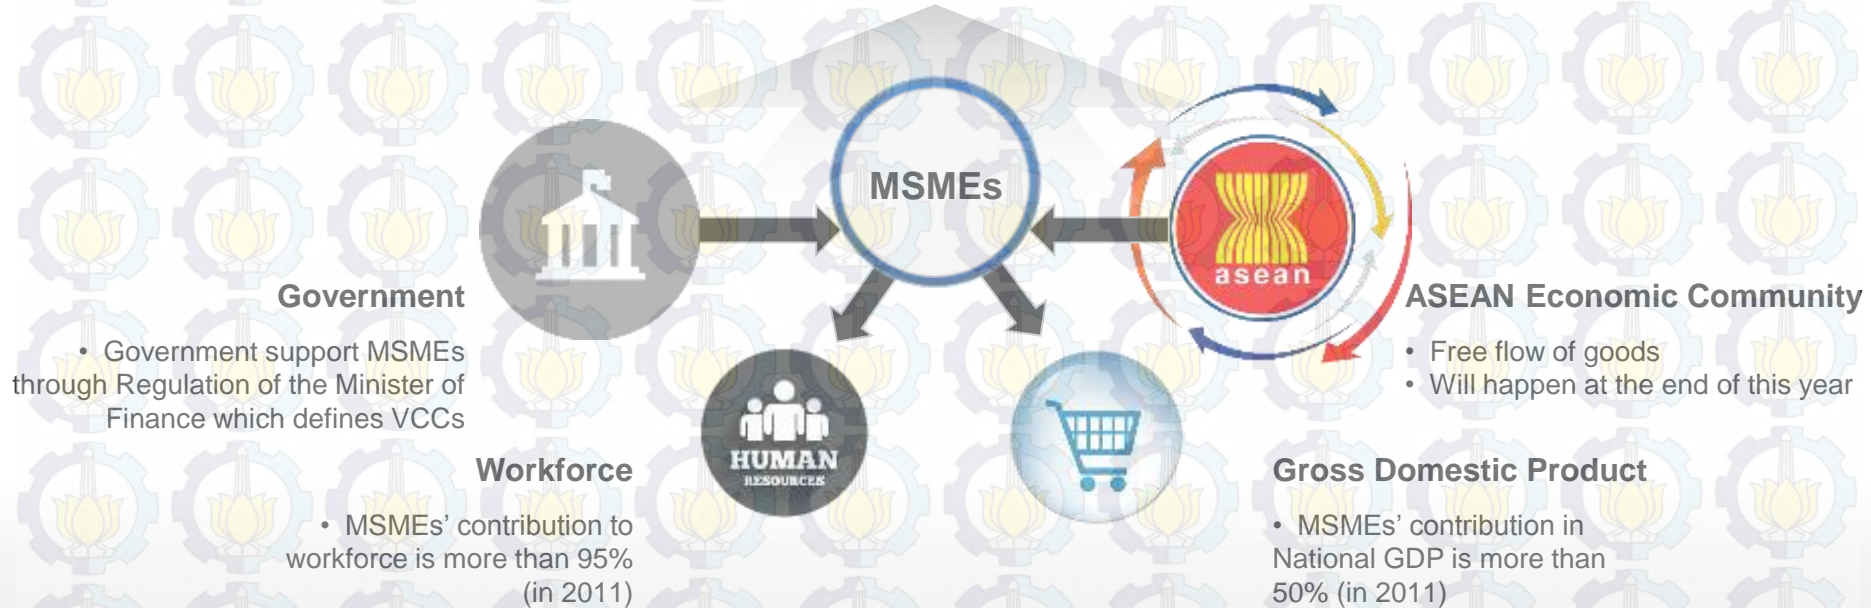 MSMEs
asean
Government
• Government support MSMEs
through Regulation of the Minister of
Finance which defines VCCs
ASEAN Economic Community
• Free flow of goods
• Will happen at the end of this year
HUMAN
RESOURCES
Workforce
• MSMEs’ contribution to
workforce is more than 95%
(in 2011)
Gross Domestic Product
• MSMEs’ contribution in
National GDP is more than
50% (in 2011)